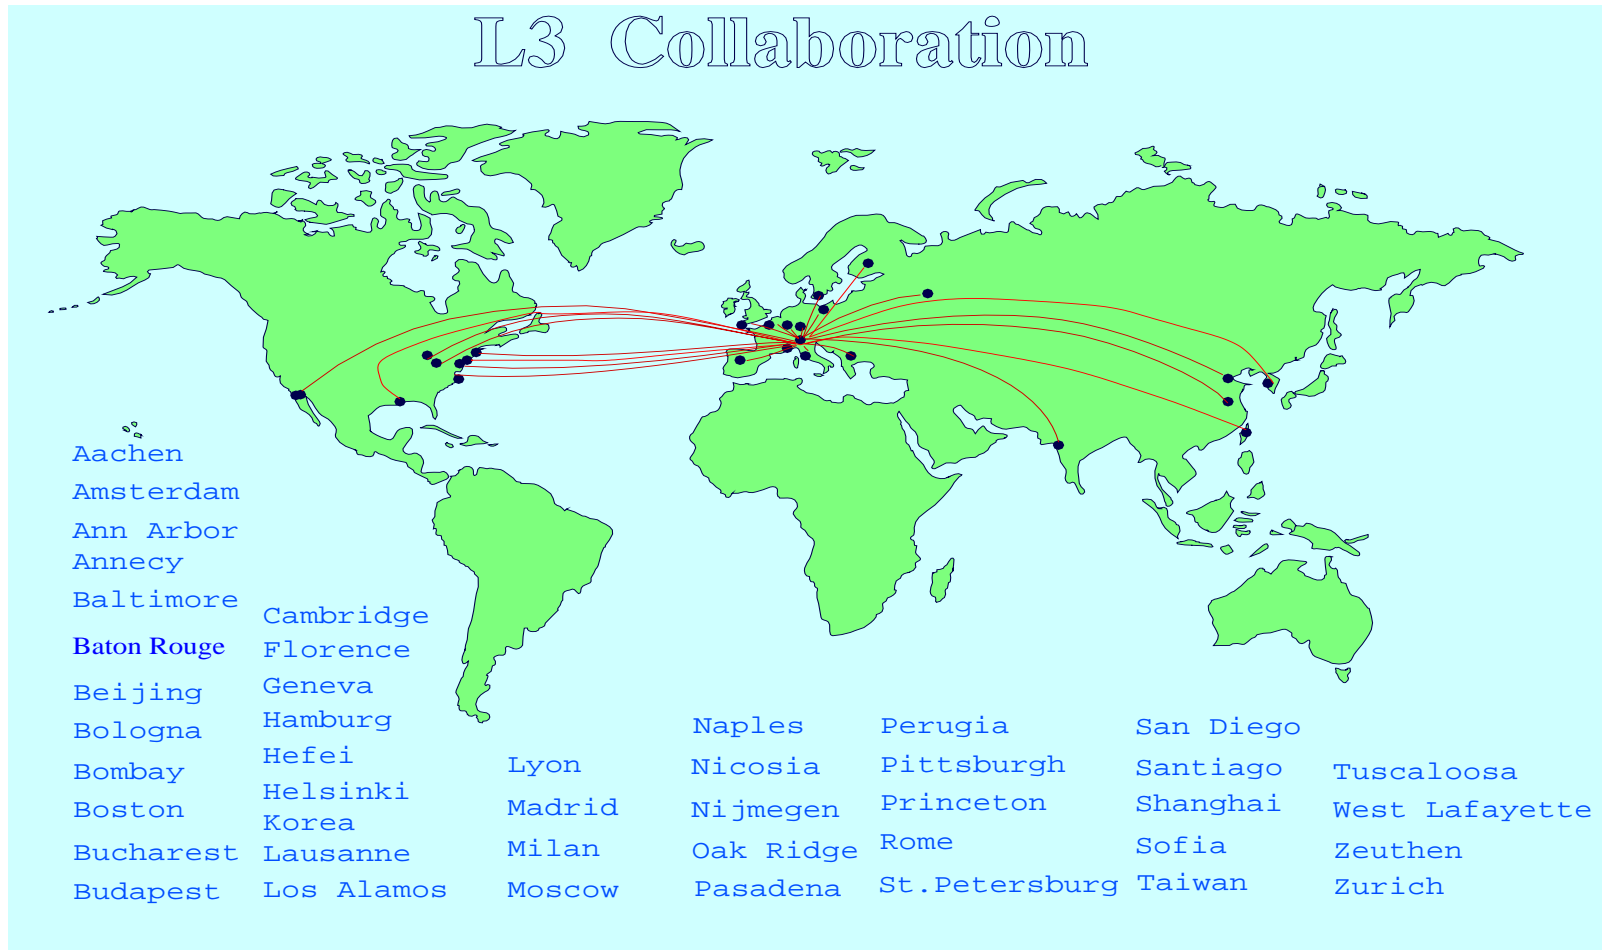 L3 Collaboration
Aachen
Amsterdam
Ann Arbor
Annecy
Baltimore
Baton Rouge
Beijing
Bologna
Bombay
Boston
Bucharest
Budapest
Cambridge
Florence
Geneva
Hamburg
Hefei
Helsinki
Korea
Lausanne
Los Alamos
Lyon
Madrid
Milan
Moscow
Naples
Nicosia
Nijmegen
Oak Ridge
Pasadena
Perugia
Pittsburgh
Princeton
Rome
St.Petersburg
San Diego
Santiago
Shanghai
Sofia
Taiwan
Tuscaloosa
West Lafayette
Zeuthen
Zurich